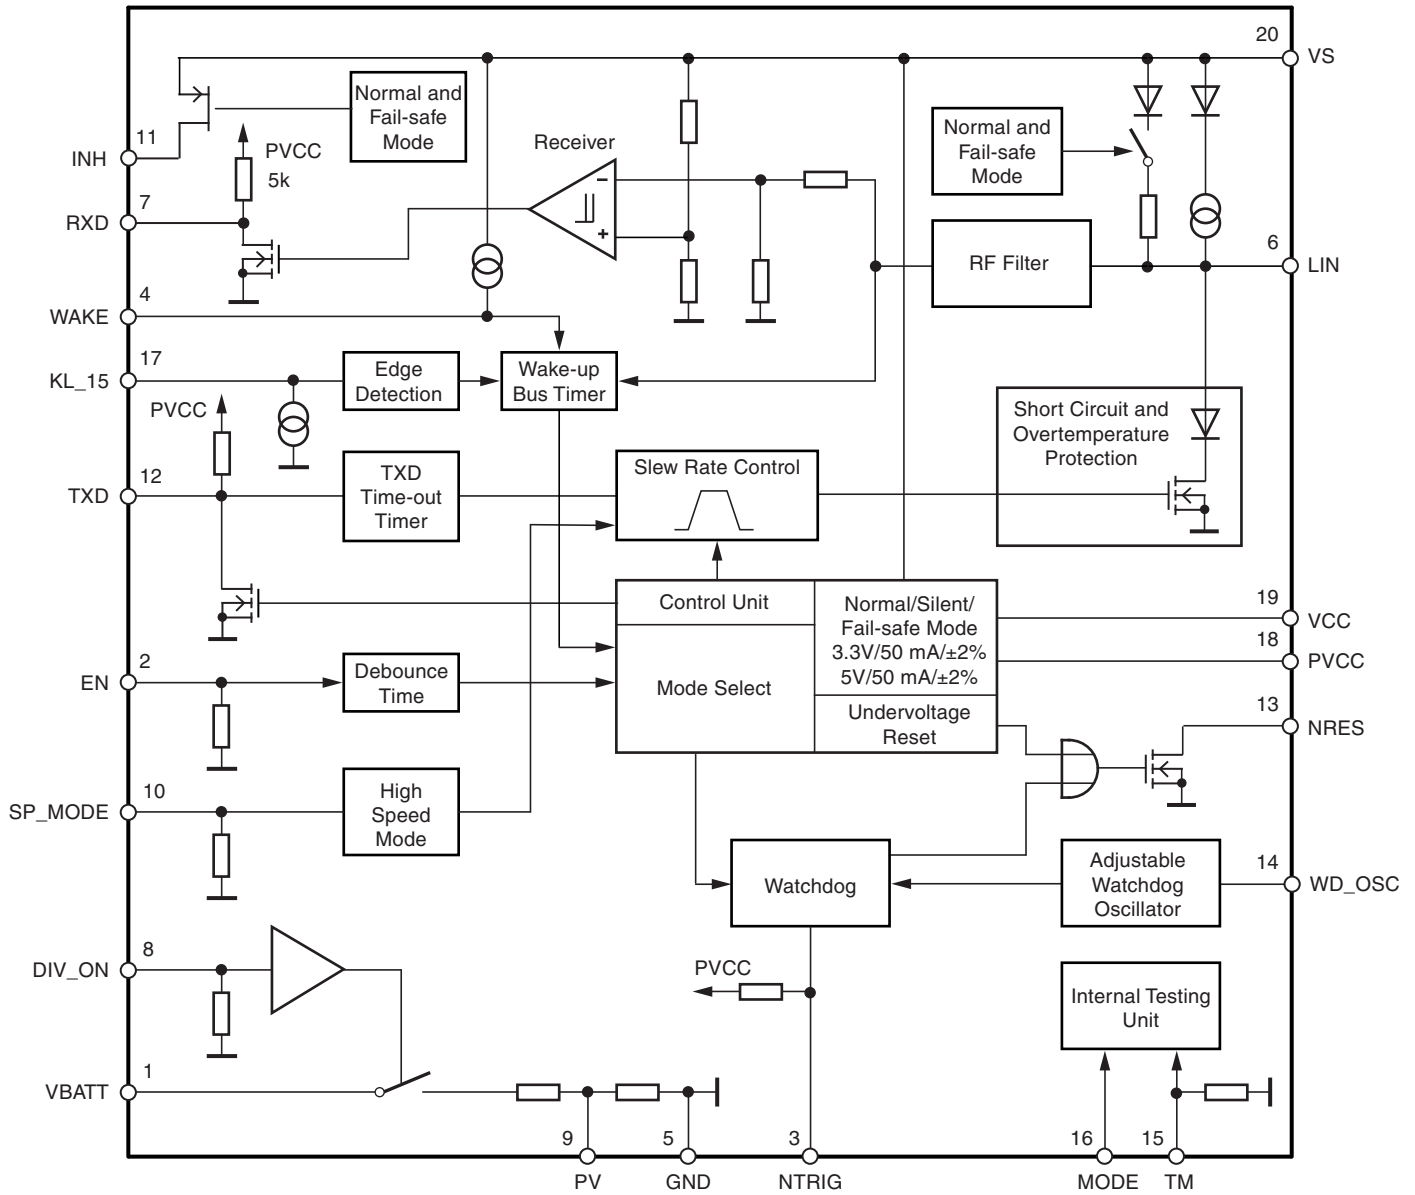 20
VS
Normal and
Fail-safe
Mode
11
INH
PVCC
5k
Receiver
Normal and
Fail-safe
Mode
7
RXD
-
+
RF Filter
6
LIN
4
WAKE
17
KL_15
Edge
Detection
Wake-up
Bus Timer
PVCC
Short Circuit and
Overtemperature
Protection
12
TXD
TXD
Time-out
Timer
Slew Rate Control
Control Unit
Mode Select
Normal/Silent/
Fail-safe Mode
3.3V/50 mA/±2%
5V/50 mA/±2%
Undervoltage
Reset
19
VCC
18
PVCC
13
NRES
2
EN
Debounce
Time
10
SP_MODE
High
Speed
Mode
Watchdog
Adjustable
Watchdog
Oscillator
14
WD_OSC
8
DIV_ON
PVCC
Internal Testing
Unit
1
VBATT
9
PV
5
GND
3
NTRIG
16
MODE
15
TM